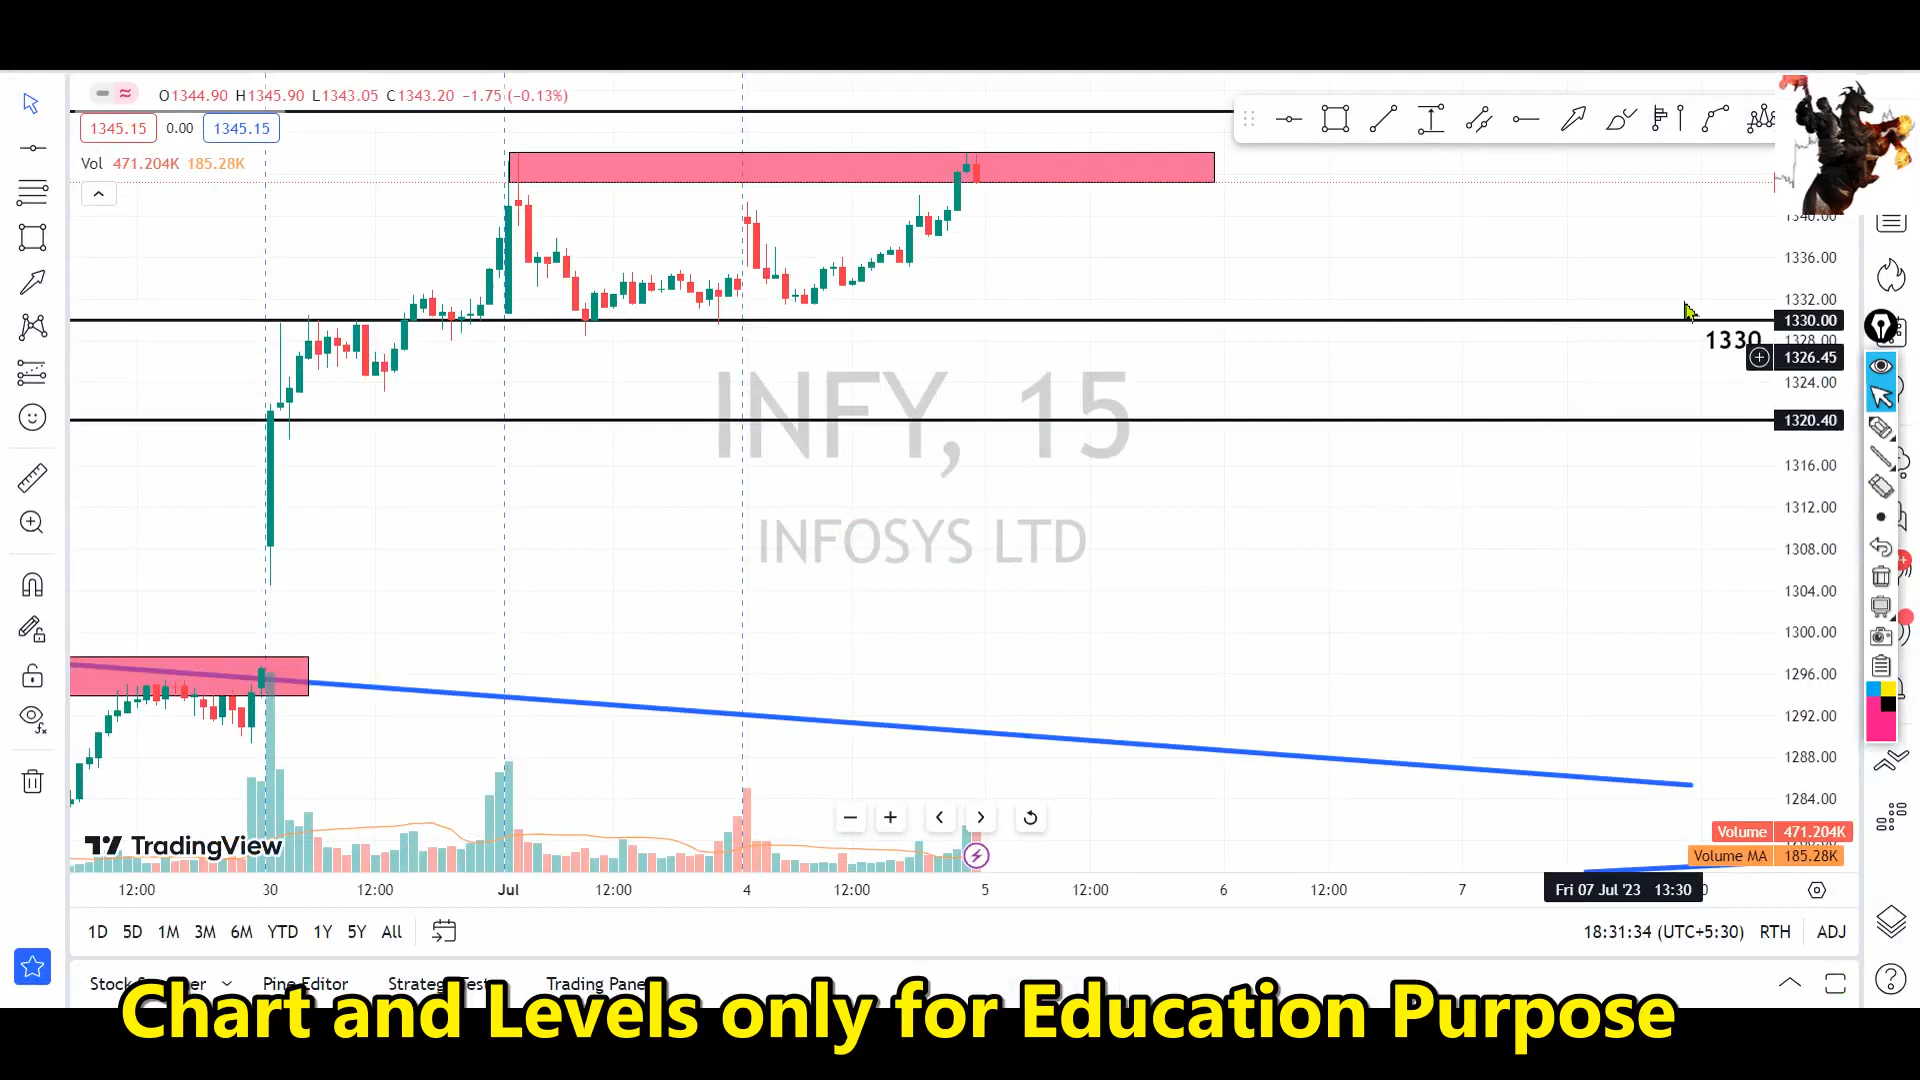 O1344.90 H1345.90 L1343.05 C1343.20 −1.75 (−0.13%)
1345.15 0.00 1345.15
Vol 471.204K 185.28K
1340.00
1336.00
1332.00
1330.00
1328.00
1330
1326.45
1324.00
1320.40
1316.00
1312.00
1308.00
1304.00
1300.00
1296.00
1292.00
1288.00
1284.00
INFY, 15
INFOSYS LTD
Volume 471.204K
Volume MA 185.28K
TradingView
12:00 30 12:00 Jul 12:00 4 12:00 5 12:00 6 12:00 7 Fri 07 Jul '23 13:30
1D 5D 1M 3M 6M YTD 1Y 5Y All 18:31:34 (UTC+5:30) RTH ADJ
Pine Editor
Chart and Levels only for Education Purpose